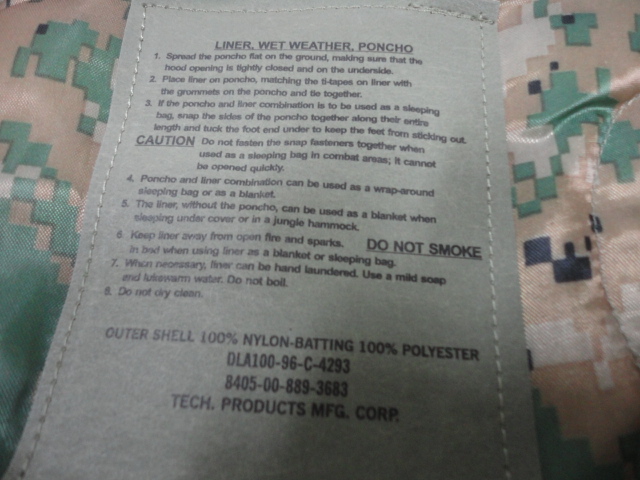 LINER, WET WEATHER, PONCHO
1. Spread the poncho flat on the ground, making sure that the
hood opening is tightly closed and on the underside.
2. Place liner on poncho, matching the ti-tapes on liner with
the grommets on the poncho and tie together.
3. If the poncho and liner combination is to be used as a sleeping
bag, snap the sides of the poncho together along their entire
length and tuck the foot end under to keep the feet from sticking out.
CAUTION Do not fasten the snap fasteners together when
used as a sleeping bag in combat areas; it cannot
be opened quickly.
4. Poncho and liner combination can be used as a wrap-around
sleeping bag or as a blanket.
5. The liner, without the poncho, can be used as a blanket when
sleeping under cover or in a jungle hammock.
6 Keep liner away from open fire and sparks. DO NOT SMOKE
in bed when using liner as a blanket or sleeping bag.
7. When necessary, liner can be hand laundered. Use a mild soap
and lukewarm water. Do not boil.
8. Do not dry clean.
OUTER SHELL 100% NYLON-BATTING 100% POLYESTER
DLA100-96-C-4293
8405-00-889-3683
TECH. PRODUCTS MFG. CORP.